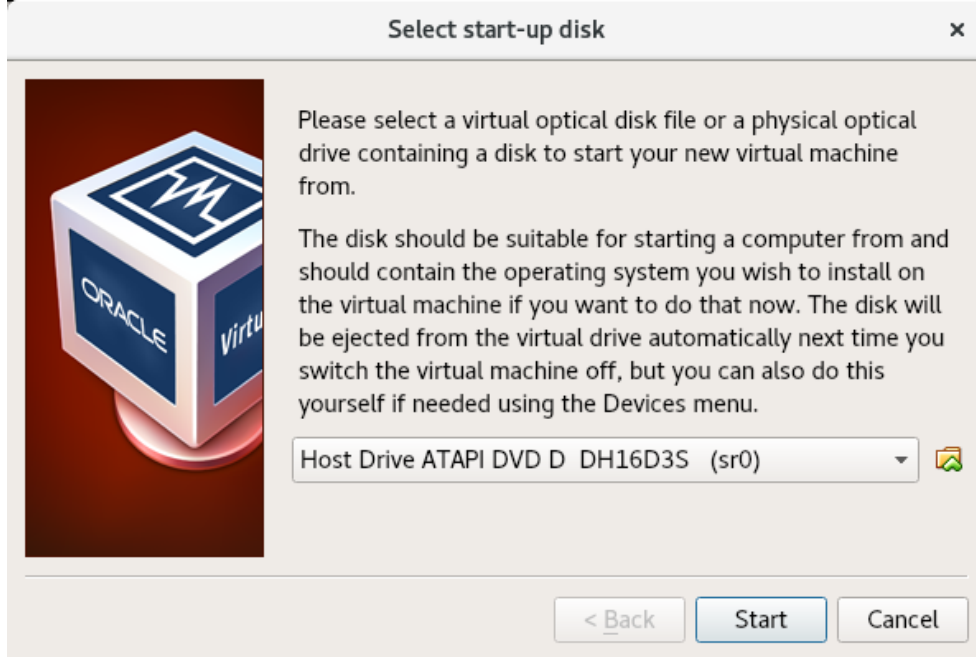 Select start-up disk
Please select a virtual optical disk file or a physical optical
drive containing a disk to start your new virtual machine
from.
The disk should be suitable for starting a computer from and
should contain the operating system you wish to install on
the virtual machine if you want to do that now. The disk will
be ejected from the virtual drive automatically next time you
switch the virtual machine off, but you can also do this
yourself if needed using the Devices menu.
ORACLE
Virtu
Host Drive ATAPI DVD D  DH16D3S   (sr0)
< Back
Start
Cancel